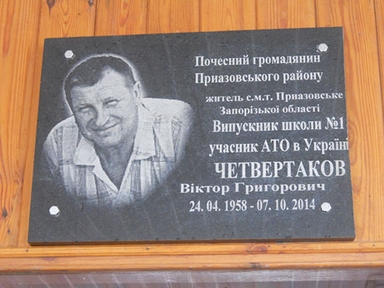 Почесний громадянин
Приазовського району
житель с.м.т. Приазовське
Запорізької області
Випускник школи №1
учасник АТО в Україні
ЧЕТВЕРТАКОВ
Віктор Григорович
24. 04. 1958 - 07. 10. 2014